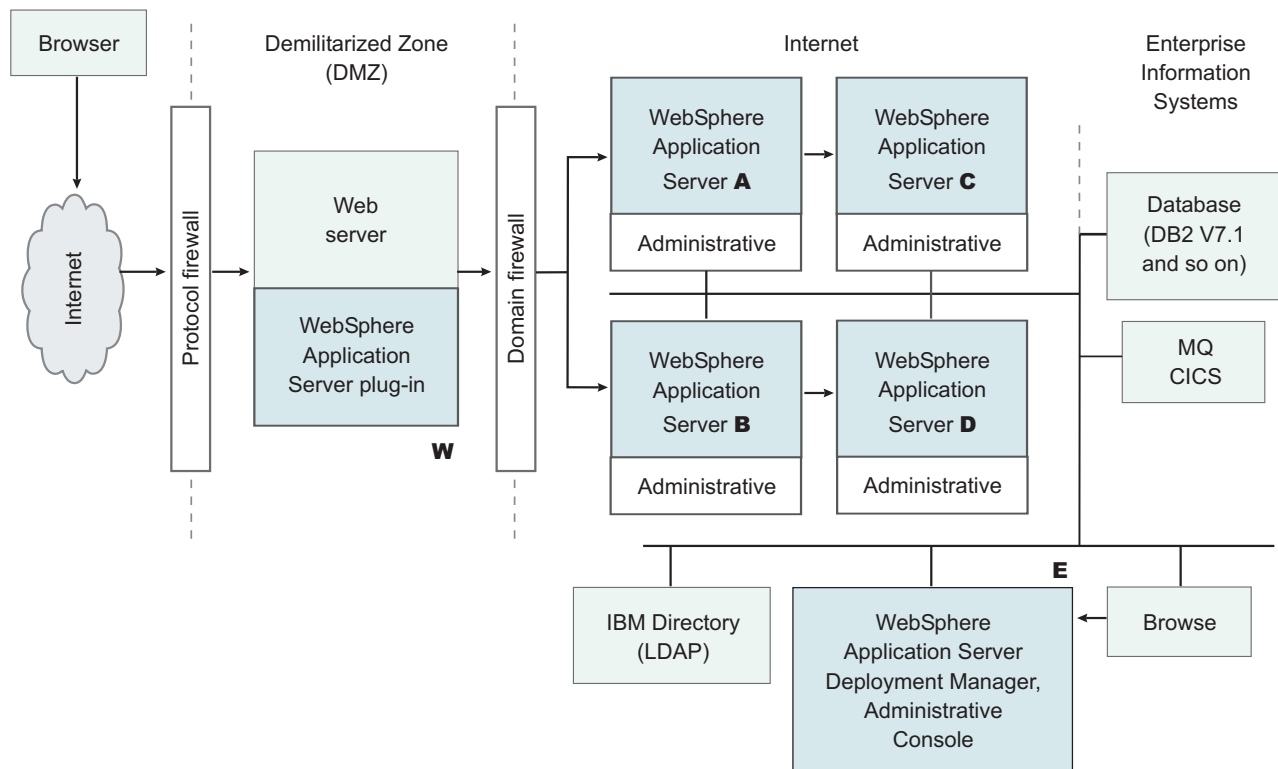 Browser
Internet
Protocol firewall
Demilitarized Zone
(DMZ)
Web
server
WebSphere
Application
Server plug-in
W
Domain firewall
Internet
WebSphere
Application
Server A
Administrative
WebSphere
Application
Server C
Administrative
WebSphere
Application
Server B
Administrative
WebSphere
Application
Server D
Administrative
Enterprise
Information
Systems
Database
(DB2 V7.1
and so on)
MQ
CICS
E
IBM Directory
(LDAP)
WebSphere
Application Server
Deployment Manager,
Administrative
Console
Browse